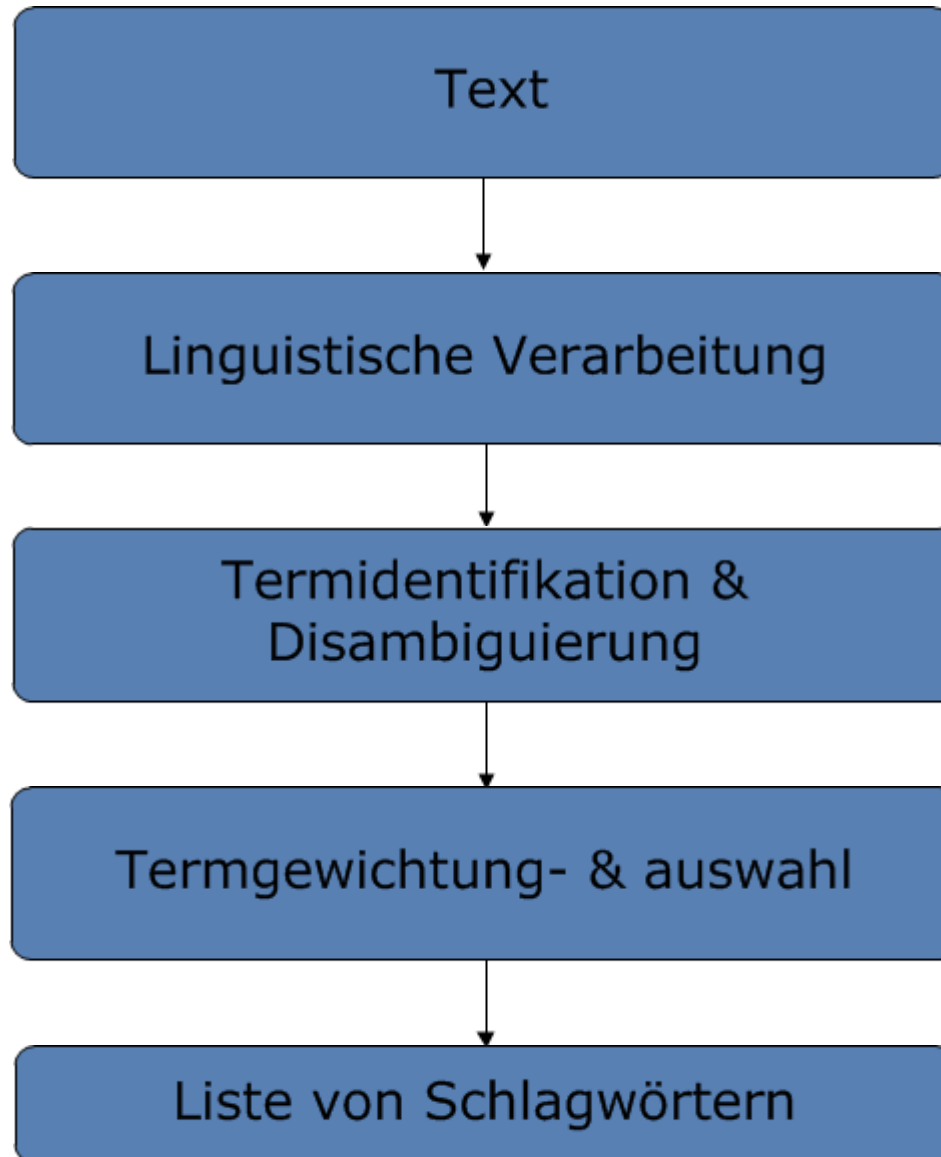 Text
Linguistische Verarbeitung
Termidentifikation &
Disambiguierung
Termgewichtung- & auswahl
Liste von Schlagwörtern